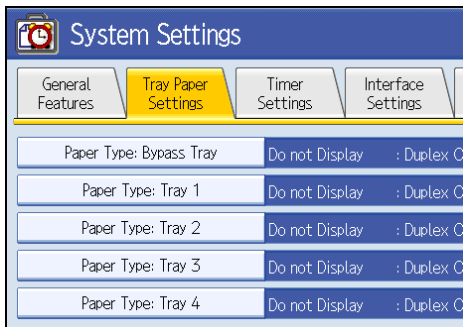 System Settings
General Features
Tray Paper Settings
Timer Settings
Interface Settings
Paper Type: Bypass Tray Do not Display : Duplex
Paper Type: Tray 1 Do not Display : Duplex
Paper Type: Tray 2 Do not Display : Duplex
Paper Type: Tray 3 Do not Display : Duplex
Paper Type: Tray 4 Do not Display : Duplex